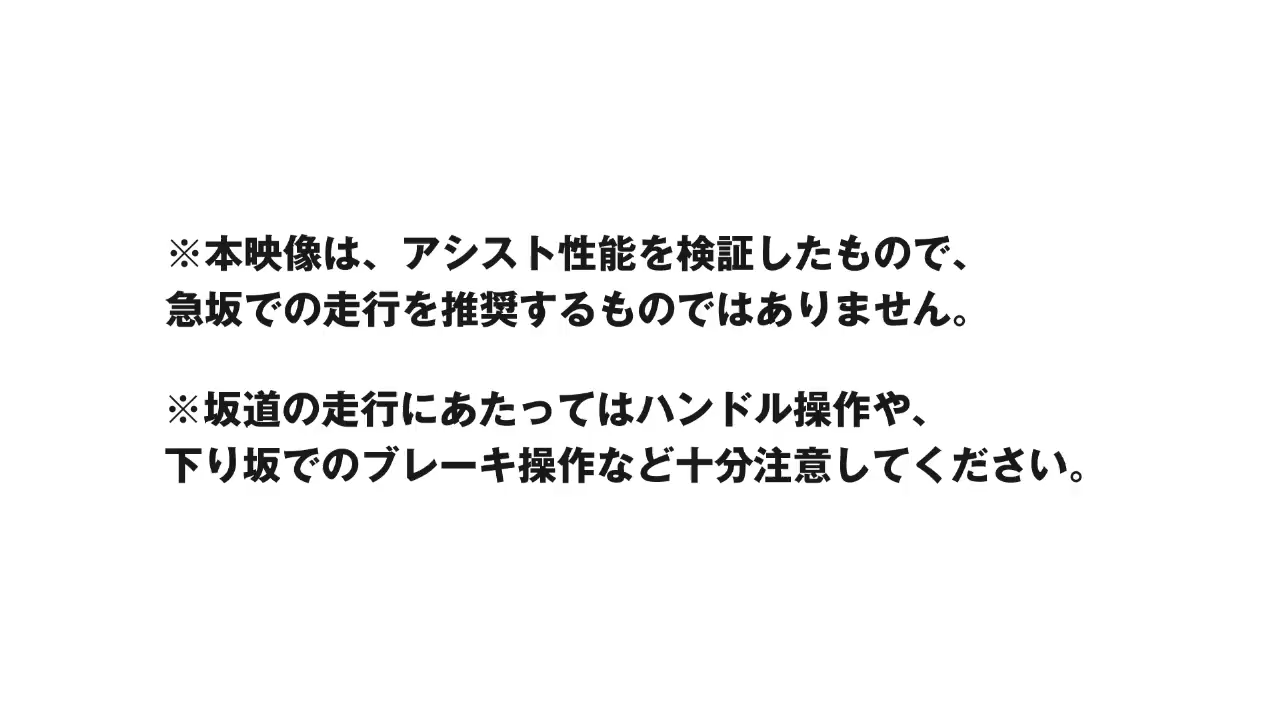 ※本映像は、アシスト性能を検証したもので、
急坂での走行を推奨するものではありません。
※坂道の走行にあたってはハンドル操作や、
下り坂でのブレーキ操作など十分注意してください。